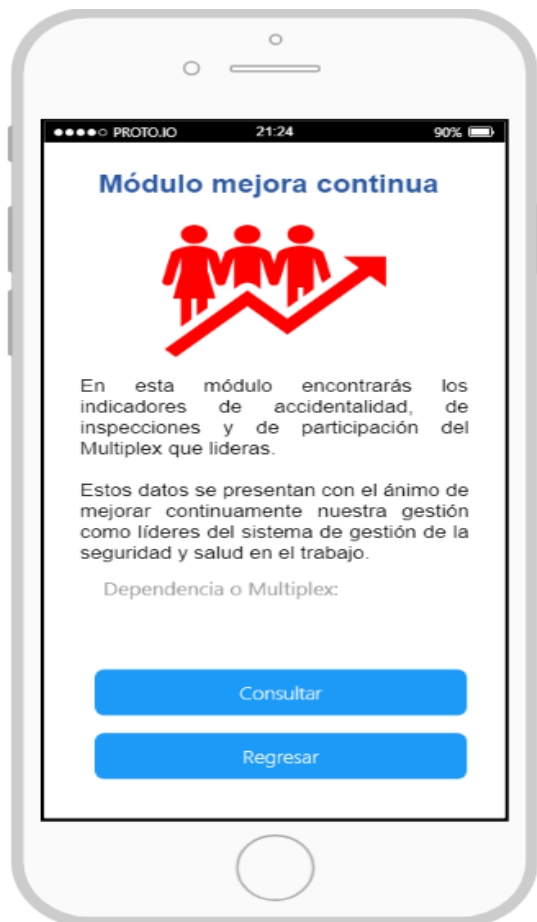 PROTO.IO 21:24 90%
Módulo mejora continua
En esta módulo encontrarás los
indicadores de accidentalidad, de
inspecciones y de participación del
Multiplex que lideras.
Estos datos se presentan con el ánimo de
mejorar continuamente nuestra gestión
como líderes del sistema de gestión de la
seguridad y salud en el trabajo.
Dependencia o Multiplex:
Consultar
Regresar